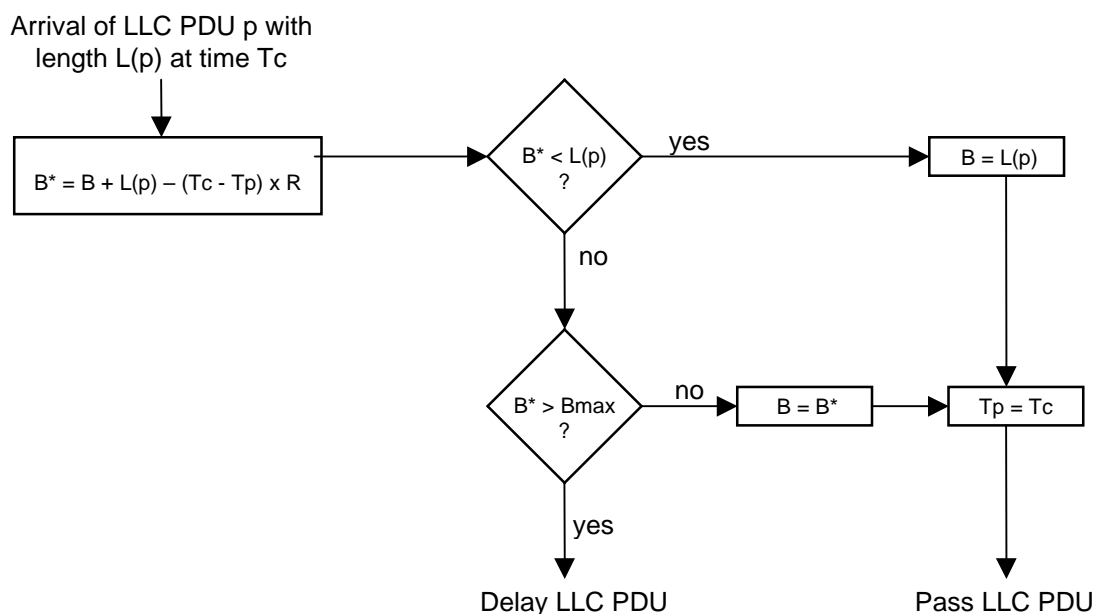 Arrival of LLC PDU p with
length L(p) at time Tc
B* = B + L(p) – (Tc - Tp) x R
B* < L(p)
?
yes
B = L(p)
no
B* > Bmax
?
no
B = B*
Tp = Tc
yes
Delay LLC PDU
Pass LLC PDU